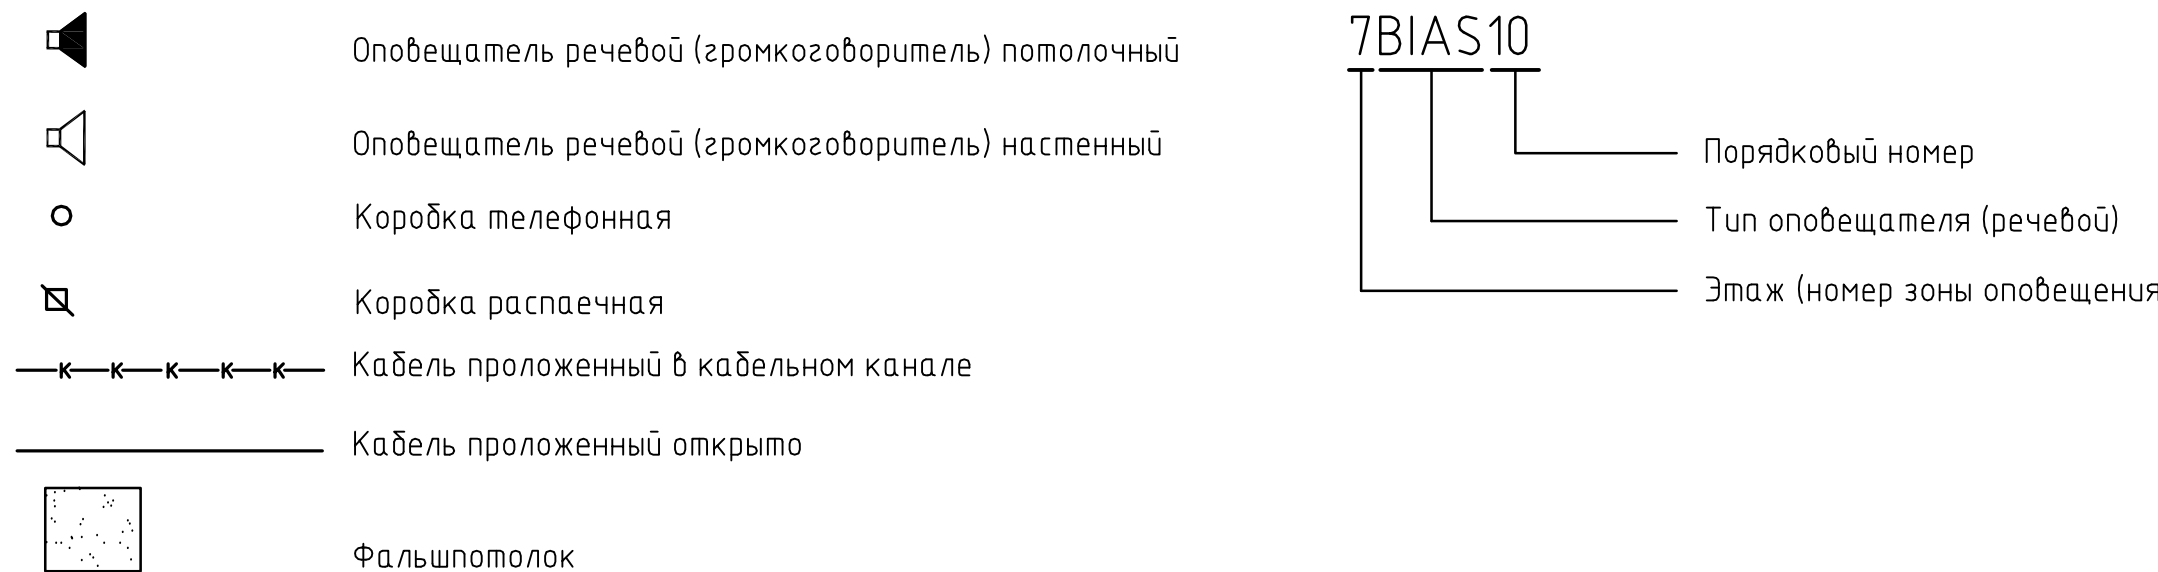 Оповещатель речевой (громкоговоритель) потолочный
Оповещатель речевой (громкоговоритель) настенный
Коробка телефонная
Коробка распаечная
К К К К К
Кабель проложенный в кабельном канале
Кабель проложенный открыто
Фальшпотолок
7BIAS10
Порядковый номер
Тип оповещателя (речевой)
Этаж (номер зоны оповещения